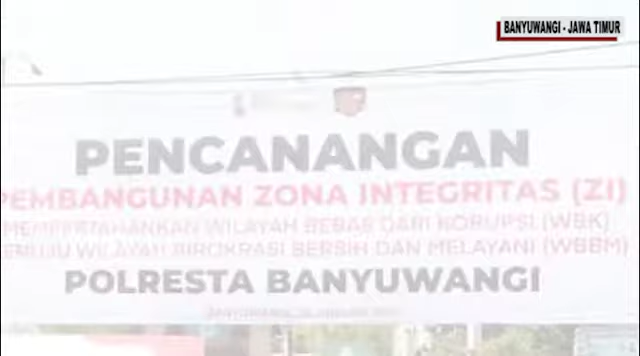 BANYUWANGI - JAWA TIMUR
PENCANANGAN
PEMBANGUNAN ZONA INTEGRITAS (ZI)
MEMPERTAHANKAN WILAYAH BEBAS DARI KORUPSI (WBK)
WILAYAH BIROKRASI BERSIH DAN MELAYANI (WBBM)
POLRESTA BANYUWANGI